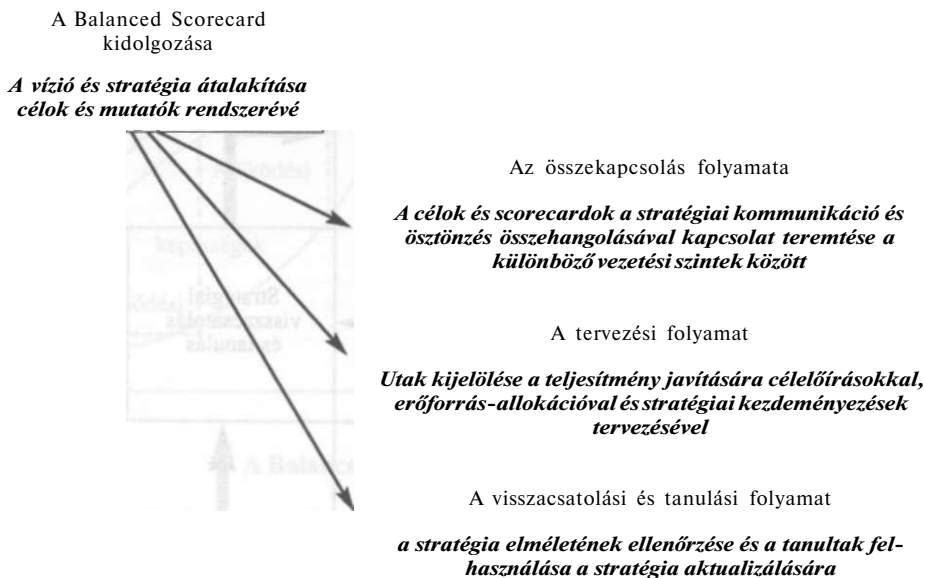 A Balanced Scorecard
kidolgozása
A vízió és stratégia átalakítása
célok és mutatók rendszerévé
Az összekapcsolás folyamata
A célok és scorecardok a stratégiai kommunikáció és
ösztönzés összehangolásával kapcsolat teremtése a
különböző vezetési szintek között
A tervezési folyamat
Utak kijelölése a teljesítmény javítására célelőírásokkal,
erőforrás-allokációval és stratégiai kezdeményezések
tervezésével
A visszacsatolási és tanulási folyamat
a stratégia elméletének ellenőrzése és a tanultak fel-
használása a stratégia aktualizálására